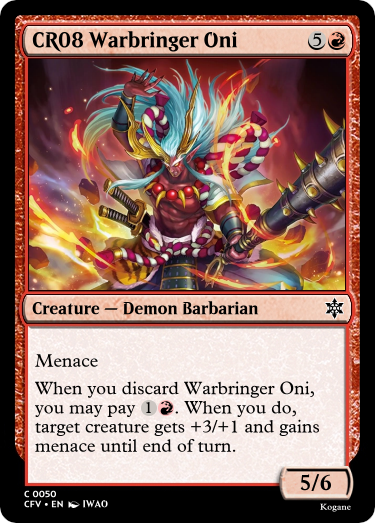 CR08 Warbringer Oni 5
Creature — Demon Barbarian
Menace
When you discard Warbringer Oni,
you may pay 1. When you do,
target creature gets +3/+1 and gains
menace until end of turn.
5/6
C 0050
CFV • EN IWAO
Kogane